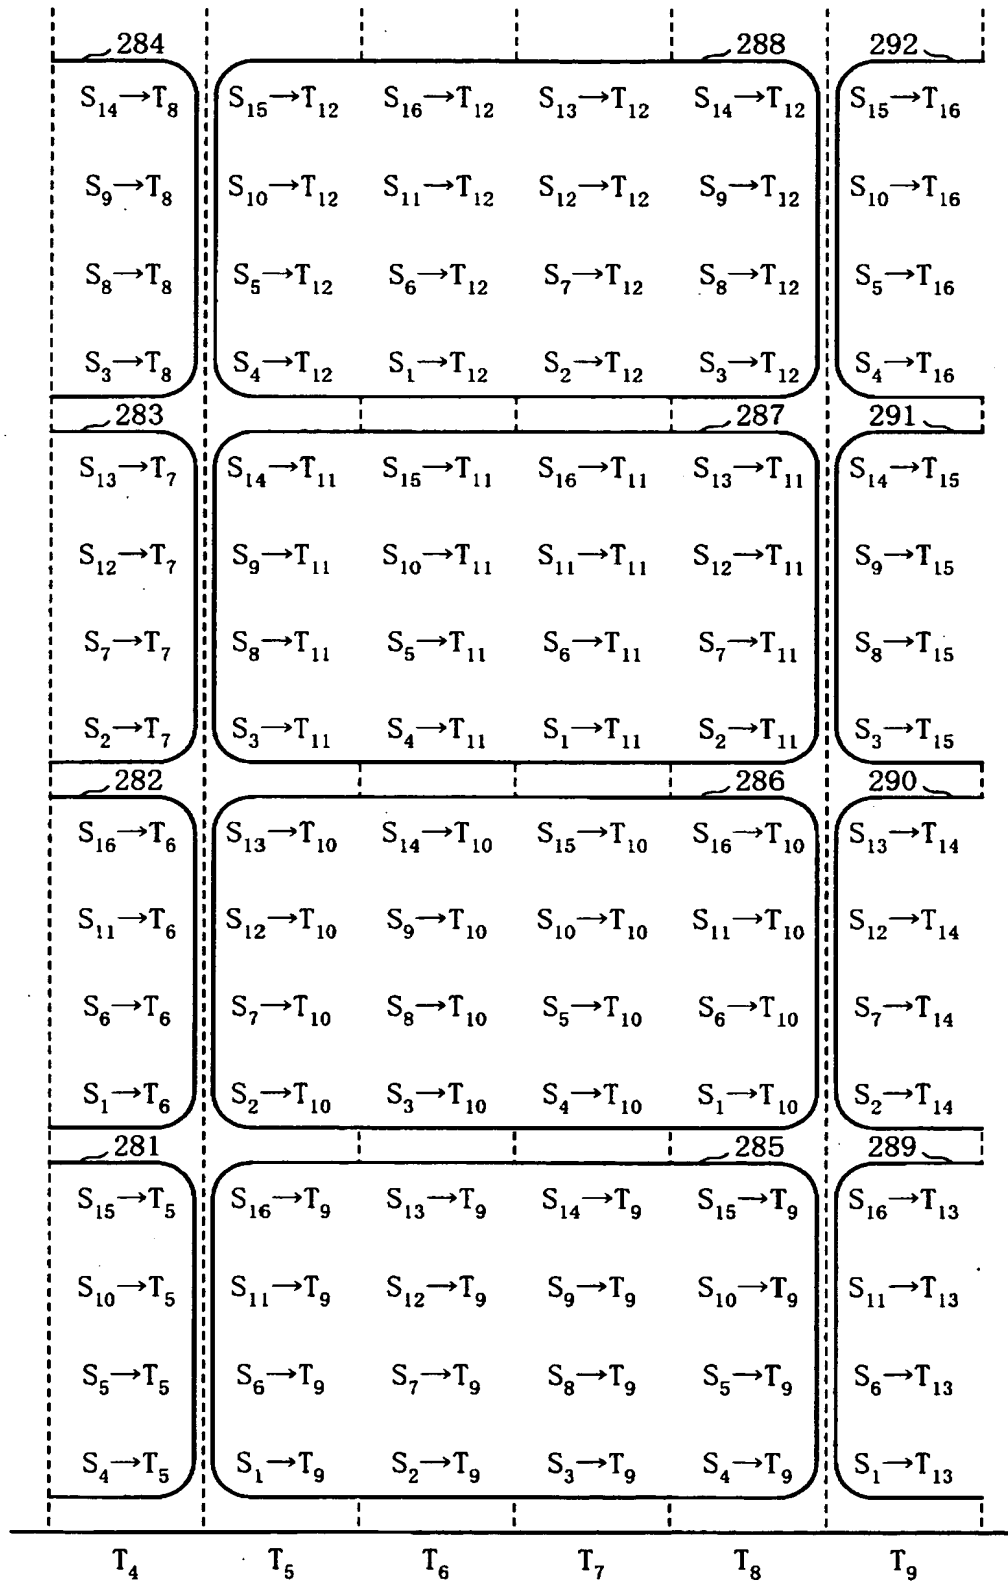 284 288 292
S₁₄→T₈ S₁₅→T₁₂ S₁₆→T₁₂ S₁₃→T₁₂ S₁₄→T₁₂ S₁₅→T₁₆
S₉→T₈ S₁₀→T₁₂ S₁₁→T₁₂ S₁₂→T₁₂ S₉→T₁₂ S₁₀→T₁₆
S₈→T₈ S₅→T₁₂ S₆→T₁₂ S₇→T₁₂ S₈→T₁₂ S₅→T₁₆
S₃→T₈ S₄→T₁₂ S₁→T₁₂ S₂→T₁₂ S₃→T₁₂ S₄→T₁₆
283 287 291
S₁₃→T₇ S₁₄→T₁₁ S₁₅→T₁₁ S₁₆→T₁₁ S₁₃→T₁₁ S₁₄→T₁₅
S₁₂→T₇ S₉→T₁₁ S₁₀→T₁₁ S₁₁→T₁₁ S₁₂→T₁₁ S₉→T₁₅
S₇→T₇ S₈→T₁₁ S₅→T₁₁ S₆→T₁₁ S₇→T₁₁ S₈→T₁₅
S₂→T₇ S₃→T₁₁ S₄→T₁₁ S₁→T₁₁ S₂→T₁₁ S₃→T₁₅
282 286 290
S₁₆→T₆ S₁₃→T₁₀ S₁₄→T₁₀ S₁₅→T₁₀ S₁₆→T₁₀ S₁₃→T₁₄
S₁₁→T₆ S₁₂→T₁₀ S₉→T₁₀ S₁₀→T₁₀ S₁₁→T₁₀ S₁₂→T₁₄
S₆→T₆ S₇→T₁₀ S₈→T₁₀ S₅→T₁₀ S₆→T₁₀ S₇→T₁₄
S₁→T₆ S₂→T₁₀ S₃→T₁₀ S₄→T₁₀ S₁→T₁₀ S₂→T₁₄
281 285 289
S₁₅→T₅ S₁₆→T₉ S₁₃→T₉ S₁₄→T₉ S₁₅→T₉ S₁₆→T₁₃
S₁₀→T₅ S₁₁→T₉ S₁₂→T₉ S₉→T₉ S₁₀→T₉ S₁₁→T₁₃
S₅→T₅ S₆→T₉ S₇→T₉ S₈→T₉ S₅→T₉ S₆→T₁₃
S₄→T₅ S₁→T₉ S₂→T₉ S₃→T₉ S₄→T₉ S₁→T₁₃
T₄ T₅ T₆ T₇ T₈ T₉